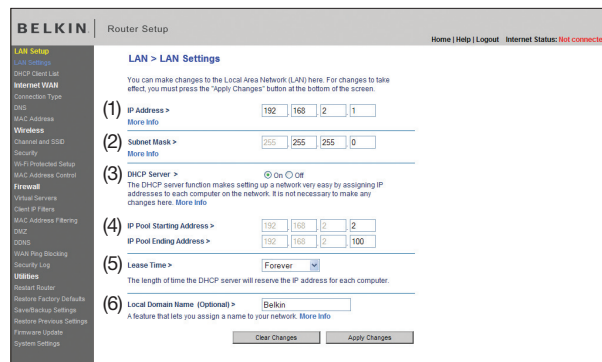 BELKIN
Router Setup
Home | Help | Logout Internet Status: Not connected
LAN Setup
LAN Settings
DHCP Client List
Internet WAN
Connection Type
DNS
MAC Address
Wireless
Channel and SSID
Security
Wi-Fi Protected Setup
MAC Address Control
Firewall
Virtual Servers
Client IP Filters
MAC Address Filtering
DMZ
DDNS
WAN Ping Blocking
Security Log
Utilities
Restart Router
Restore Factory Defaults
Save/Backup Settings
Restore Previous Settings
Firmware Update
System Settings
LAN > LAN Settings
You can make changes to the Local Area Network (LAN) here. For changes to take
effect, you must press the "Apply Changes" button at the bottom of the screen.
(1) IP Address > 192 . 168 . 2 . 1
More Info
(2) Subnet Mask > 255 . 255 . 255 . 0
More Info
(3) DHCP Server > On Off
The DHCP server function makes setting up a network very easy by assigning IP
addresses to each computer on the network. It is not necessary to make any
changes here. More Info
(4) IP Pool Starting Address > 192 . 168 . 2 . 2
IP Pool Ending Address > 192 . 168 . 2 . 100
(5) Lease Time > Forever
The length of time the DHCP server will reserve the IP address for each computer.
(6) Local Domain Name (Optional) > Belkin
A feature that lets you assign a name to your network. More Info
Clear Changes Apply Changes